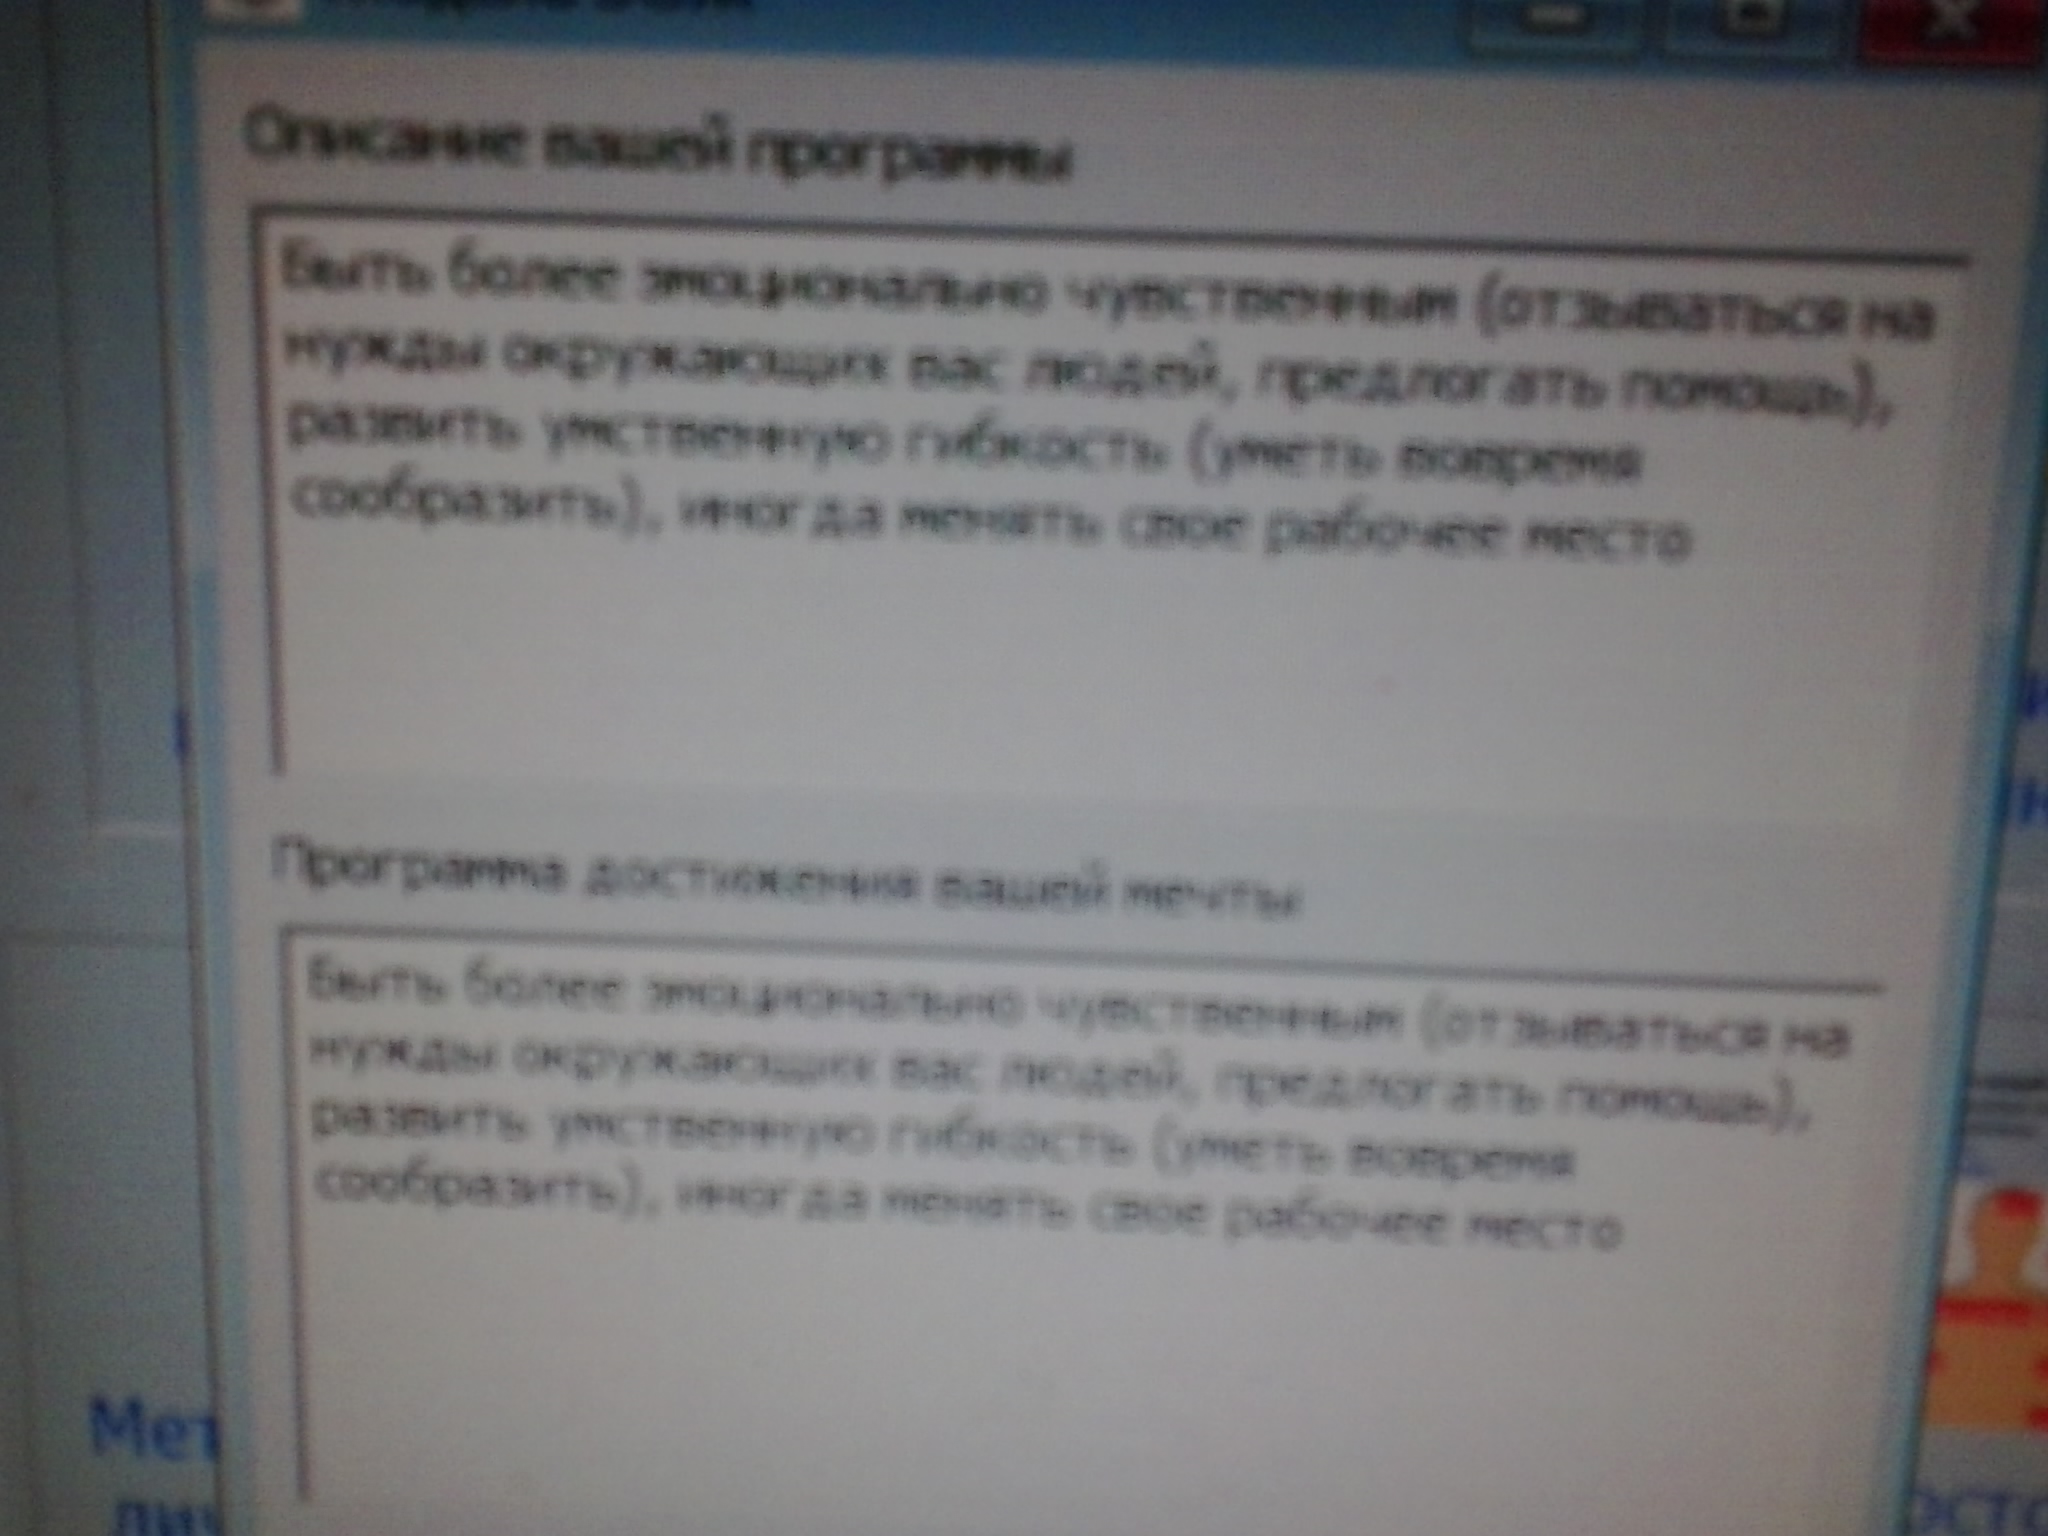 Описание вашей программы
Быть более эмоционально чувственным (отзываться на
нужды окружающих вас людей, предлогать помощь),
развить умственную гибкость (уметь вовремя
сообразить), иногда менять свое рабочее место
Программа достижения вашей мечты
Быть более эмоционально чувственным (отзываться на
нужды окружающих вас людей, предлогать помощь),
развить умственную гибкость (уметь вовремя
сообразить), иногда менять свое рабочее место
Мет